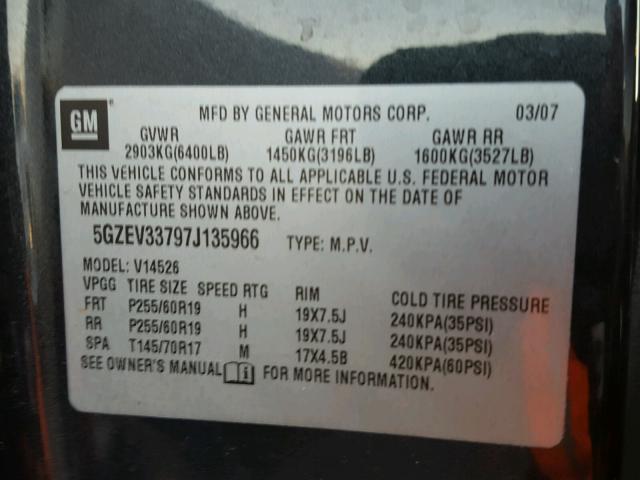 GM
MFD BY GENERAL MOTORS CORP. 03/07
GVWR GAWR FRT GAWR RR
2903KG(6400LB) 1450KG(3196LB) 1600KG(3527LB)
THIS VEHICLE CONFORMS TO ALL APPLICABLE U.S. FEDERAL MOTOR
VEHICLE SAFETY STANDARDS IN EFFECT ON THE DATE OF
MANUFACTURE SHOWN ABOVE.
5GZEV33797J135966 TYPE: M.P.V.
MODEL: V14526
VPGG TIRE SIZE SPEED RTG RIM COLD TIRE PRESSURE
FRT P255/60R19 H 19X7.5J 240KPA(35PSI)
RR P255/60R19 H 19X7.5J 240KPA(35PSI)
SPA T145/70R17 M 17X4.5B 420KPA(60PSI)
SEE OWNER'S MANUAL FOR MORE INFORMATION.